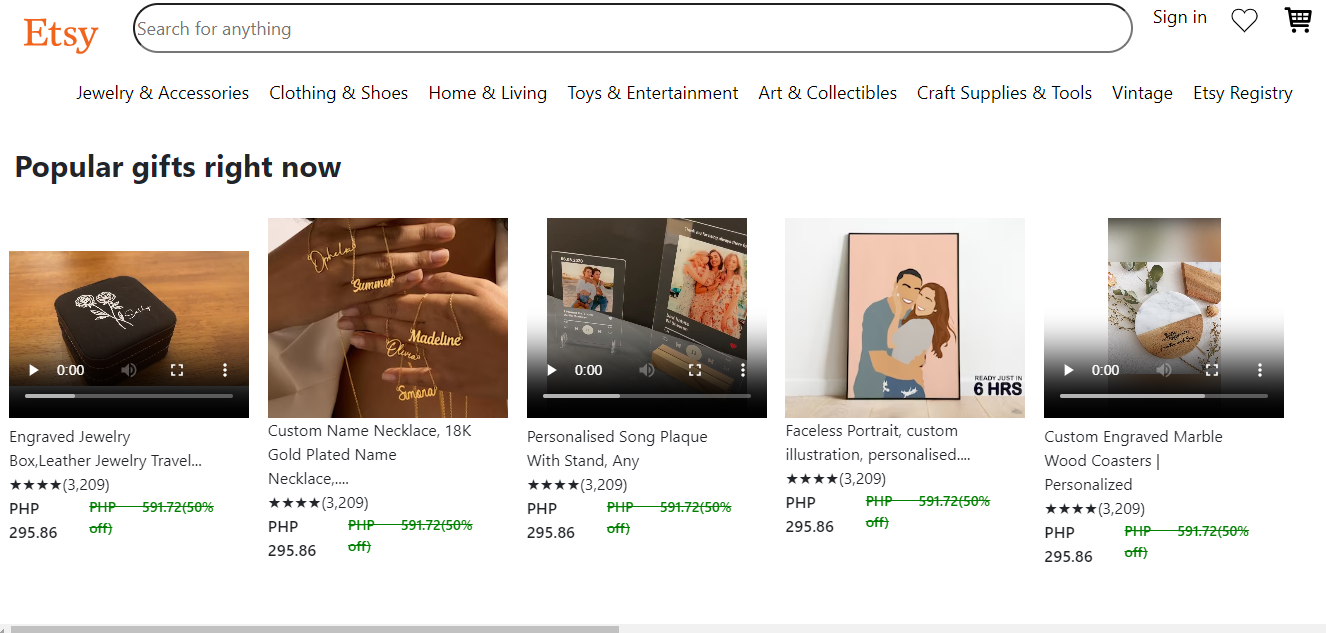 Etsy
Search for anything
Sign in
Jewelry & Accessories Clothing & Shoes Home & Living Toys & Entertainment Art & Collectibles Craft Supplies & Tools Vintage Etsy Registry
Popular gifts right now
Sally
0:00
Engraved Jewelry
Box,Leather Jewelry Travel...
★★★★(3,209)
PHP
295.86
PHP 591.72(50%
off)
Ophelia
Summer
Madeline
Olivia
Simona
Custom Name Necklace, 18K
Gold Plated Name
Necklace,....
★★★★(3,209)
PHP
295.86
PHP 591.72(50%
off)
0:00
Personalised Song Plaque
With Stand, Any
★★★★(3,209)
PHP
295.86
PHP 591.72(50%
off)
READY JUST IN
6 HRS
Faceless Portrait, custom
illustration, personalised....
★★★★(3,209)
PHP
295.86
PHP 591.72(50%
off)
0:00
Custom Engraved Marble
Wood Coasters |
Personalized
★★★★(3,209)
PHP
295.86
PHP 591.72(50%
off)